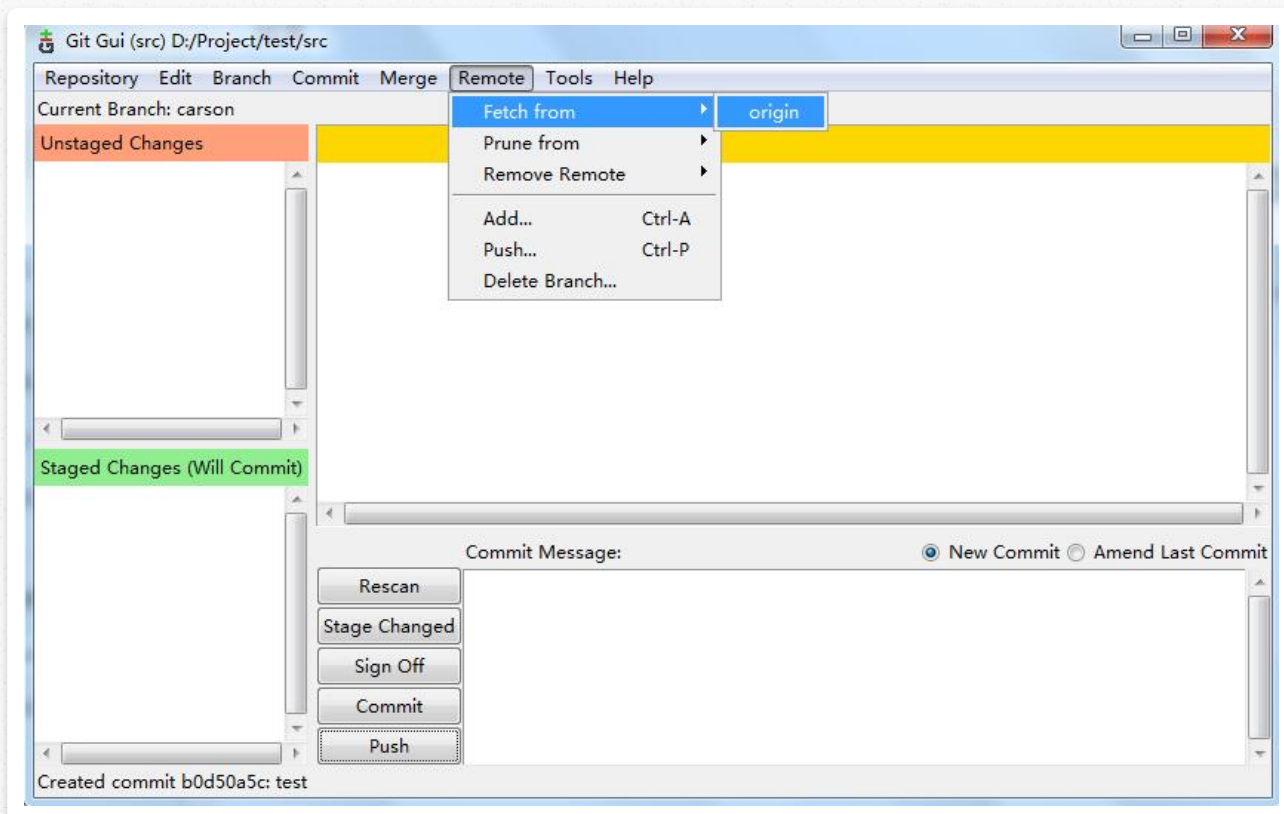 Git Gui (src) D:/Project/test/src
Repository Edit Branch Commit Merge Remote Tools Help
Current Branch: carson
Fetch from origin
Unstaged Changes
Prune from
Remove Remote
Add... Ctrl-A
Push... Ctrl-P
Delete Branch...
Staged Changes (Will Commit)
Commit Message: New Commit Amend Last Commit
Rescan
Stage Changed
Sign Off
Commit
Push
Created commit b0d50a5c: test